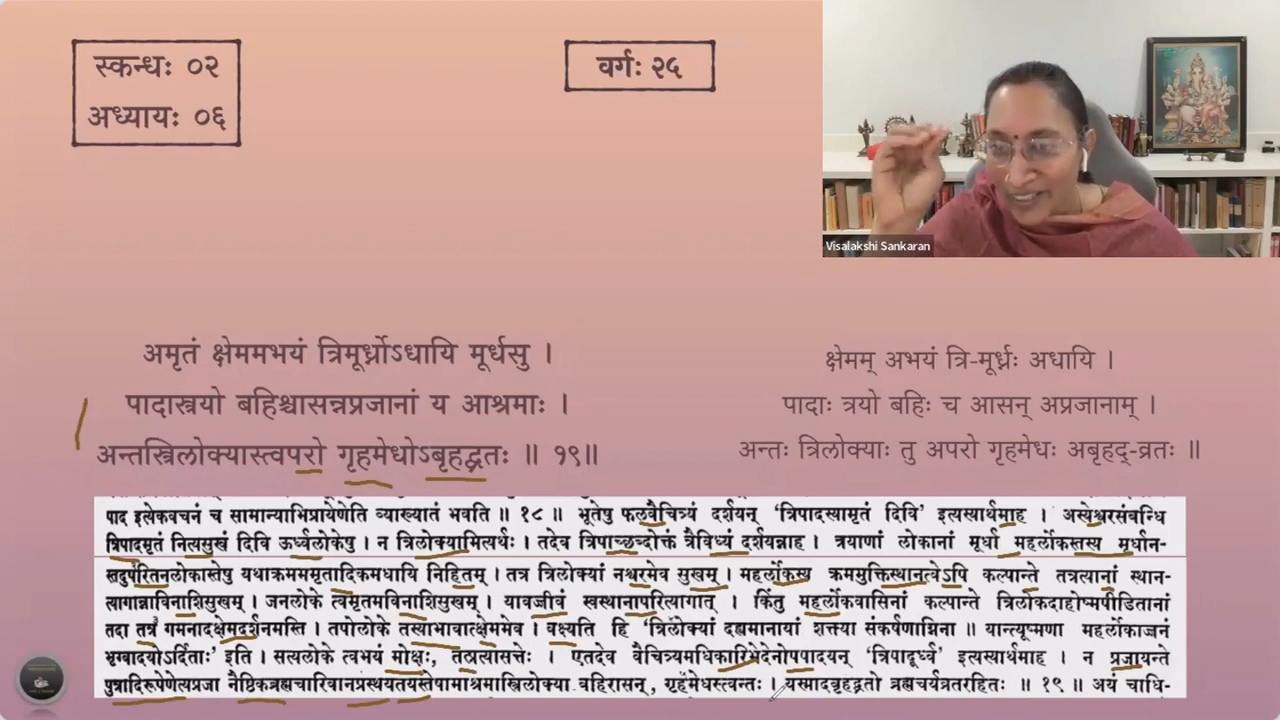 स्कन्धः ०२
अध्यायः ०६
वर्गः २५
Visalakshi Sankaran
अमृतं क्षेममभयं त्रिमूर्ध्नोऽधायि मूर्धसु ।
पादास्त्रयो बहिश्चासन्नप्रजानां य आश्रमाः ।
अन्तस्त्रिलोक्यास्त्वपरो गृहमेधोऽबृहद्व्रतः ॥ १९॥
क्षेमम् अभयं त्रि-मूर्ध्नः अधायि ।
पादाः त्रयो बहिः च आसन् अप्रजानाम् ।
अन्तः त्रिलोक्याः तु अपरो गृहमेधः अबृहद्-व्रतः ॥
पाद इत्येकवचनं च सामान्याभिप्रायेणेति व्याख्यातं भवति ॥ १८ ॥ भूतेषु फलवैचित्र्यं दर्शयन् 'त्रिपादस्यामृतं दिवि' इत्यस्यार्थमाह । अस्येश्वरसंबन्धि
त्रिपादमृतं नित्यसुखं दिवि ऊर्ध्वलोकेषु । न त्रिलोक्यामित्यर्थः । तदेव त्रिपाच्छब्दोक्तं त्रैविध्यं दर्शयन्नाह । त्रयाणां लोकानां मूर्धा महर्लोकस्तस्य मूर्धान-
स्तदुपरितनलोकास्तेषु यथाक्रमममृतादिकमधायि निहितम् । तत्र त्रिलोक्यां नश्वरमेव सुखम् । महर्लोकस्य क्रममुक्तिस्थानत्वेऽपि कल्पान्ते तत्रत्यानां स्थान-
त्यागान्नाविनाशिसुखम् । जनलोके त्वमृतमविनाशिसुखम् । यावज्जीवं स्वस्थानापरित्यागात् । किंतु महर्लोकवासिनां कल्पान्ते त्रिलोकदाहोष्मपीडितानां
तदा तत्र गमनादक्षेमदर्शनमस्ति । तपोलोके तस्याभावात्क्षेममेव । वक्ष्यति हि 'त्रिलोक्यां दह्यमानायां शक्त्या संकर्षणाग्निना ॥ यान्त्यूष्मणा महर्लोकाज्जनं
भृग्वादयोऽर्दिताः' इति । सत्यलोके त्वभयं मोक्षः, तत्प्रत्यासत्तेः । एतदेव वैचित्र्यमधिकारिभेदेनोपपादयन् 'त्रिपादूर्ध्व' इत्यस्यार्थमाह । न प्रजायन्ते
पुत्रादिरूपेणेत्यप्रजा नैष्ठिकब्रह्मचारिवानप्रस्थयतयस्तेषामाश्रमास्त्रिलोक्या बहिरासन्, गृहमेधस्त्वन्तः । यस्मादबृहद्व्रतो ब्रह्मचर्यव्रतरहितः ॥ १९ ॥ अयं चाधि-